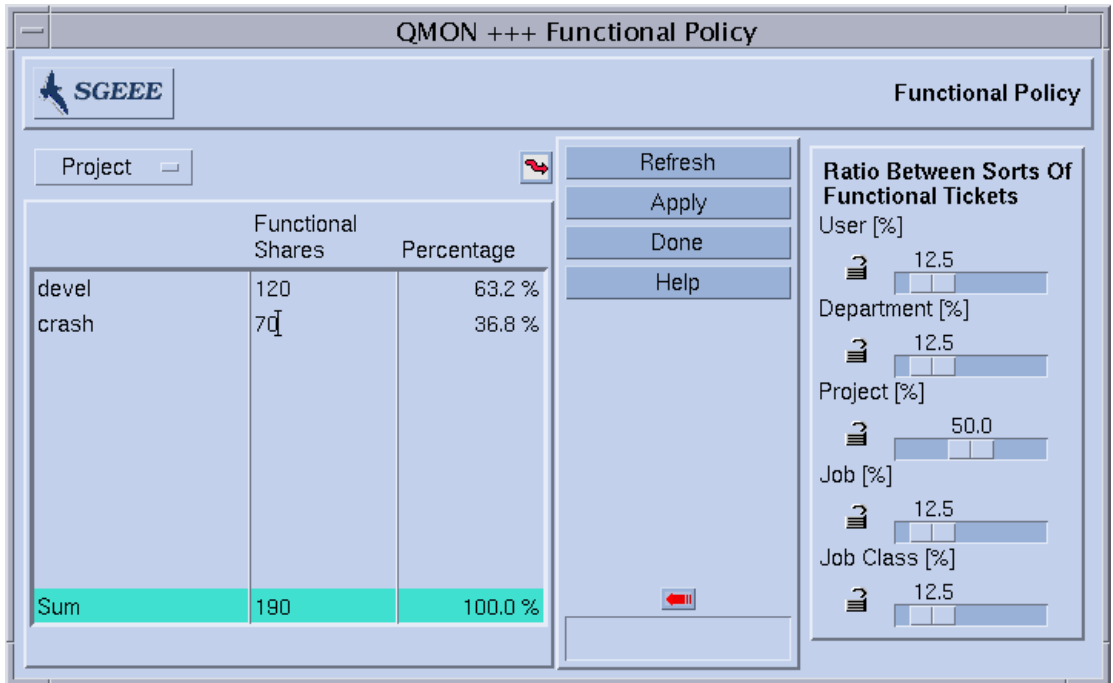 QMON +++ Functional Policy
SGEEE
Functional Policy
Project
Functional
Shares
Percentage
devel 120 63.2 %
crash 70 36.8 %
Sum 190 100.0 %
Refresh
Apply
Done
Help
Ratio Between Sorts Of
Functional Tickets
User [%]
12.5
Department [%]
12.5
Project [%]
50.0
Job [%]
12.5
Job Class [%]
12.5